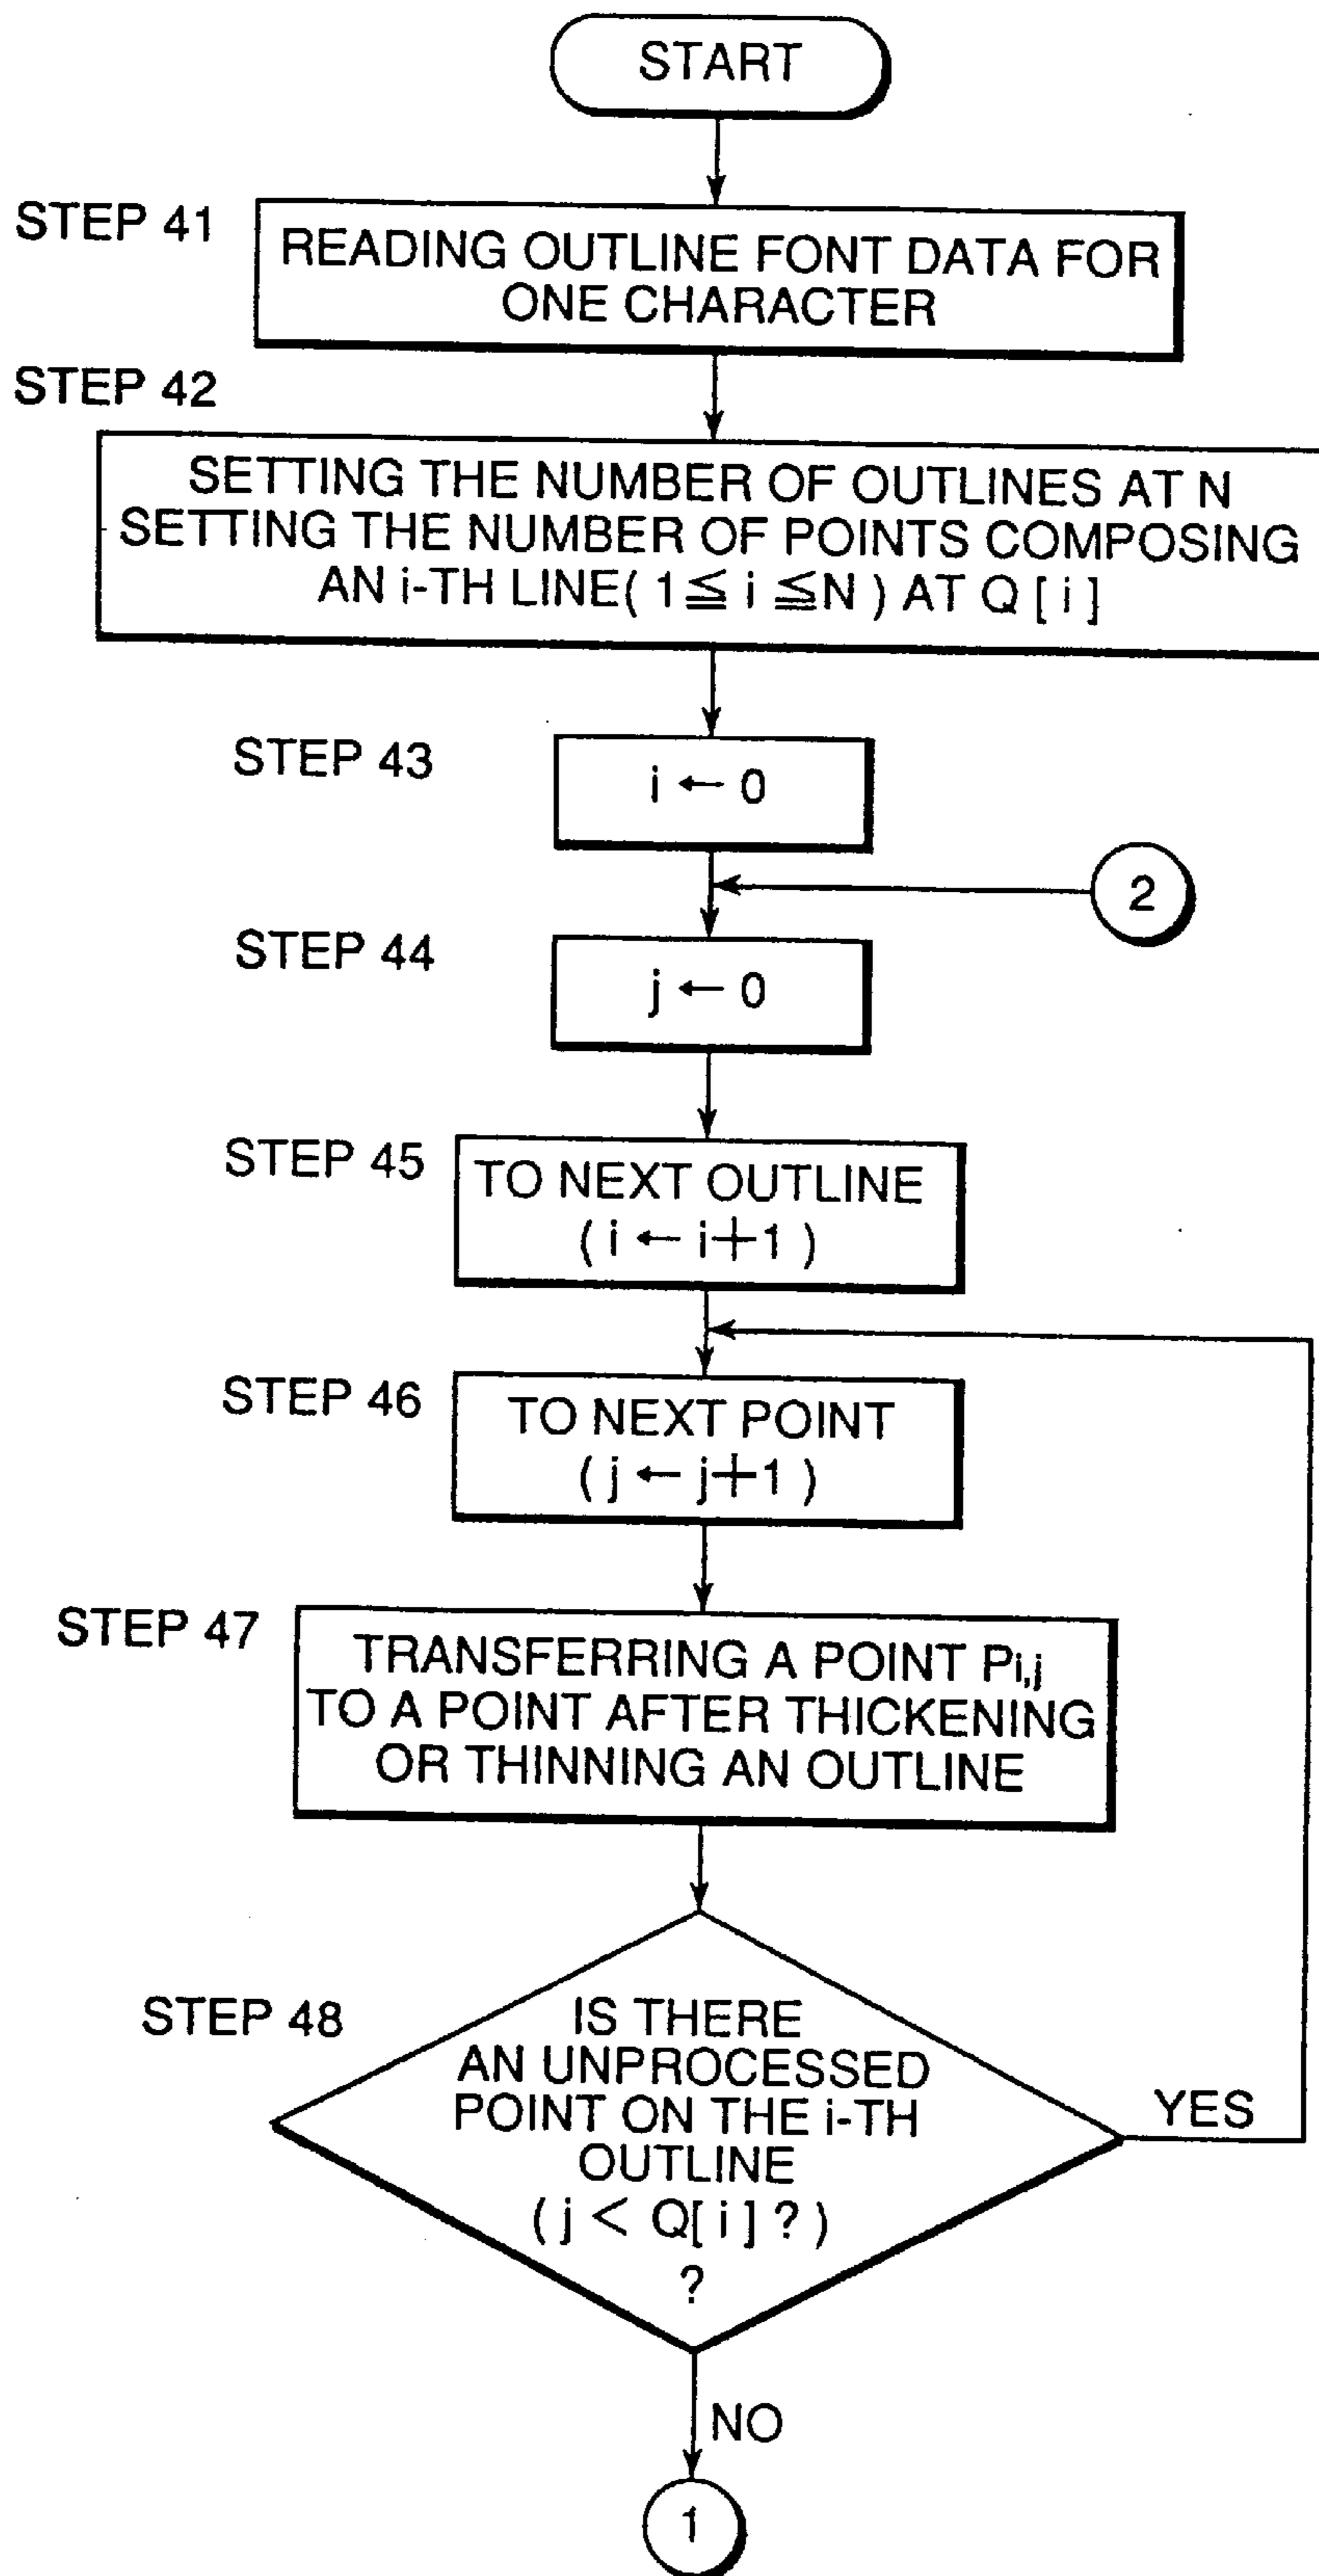 START
STEP 41
READING OUTLINE FONT DATA FOR
ONE CHARACTER
STEP 42
SETTING THE NUMBER OF OUTLINES AT N
SETTING THE NUMBER OF POINTS COMPOSING
AN i-TH LINE( 1≦ i ≦N ) AT Q [ i ]
STEP 43
i ← 0
2
STEP 44
j ← 0
STEP 45
TO NEXT OUTLINE
( i ← i+1 )
STEP 46
TO NEXT POINT
( j ← j+1 )
STEP 47
TRANSFERRING A POINT Pi,j
TO A POINT AFTER THICKENING
OR THINNING AN OUTLINE
STEP 48
IS THERE
AN UNPROCESSED
POINT ON THE i-TH
OUTLINE
( j < Q[ i ] ? )
?
YES
NO
1